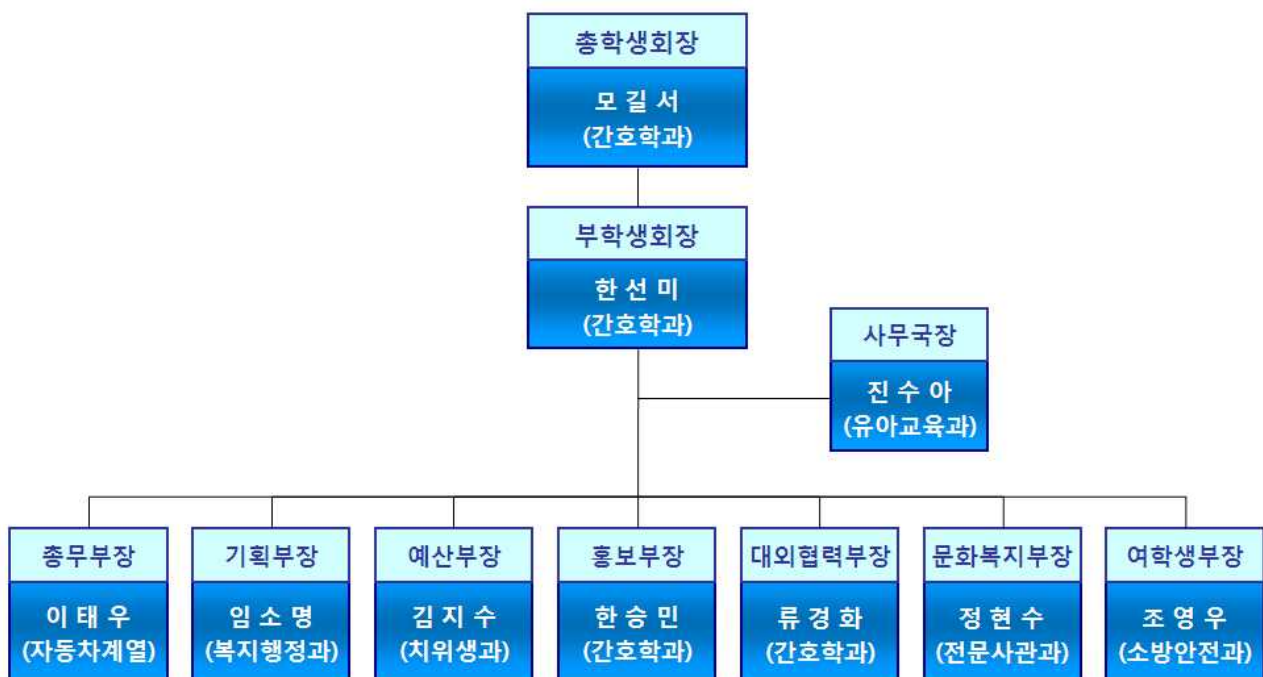 총학생회장
모 길 서
(간호학과)
부학생회장
한 선 미
(간호학과)
사무국장
진 수 아
(유아교육과)
총무부장
이 태 우
(자동차계열)
기획부장
임 소 명
(복지행정과)
예산부장
김 지 수
(치위생과)
홍보부장
한 승 민
(간호학과)
대외협력부장
류 경 화
(간호학과)
문화복지부장
정 현 수
(전문사관과)
여학생부장
조 영 우
(소방안전과)